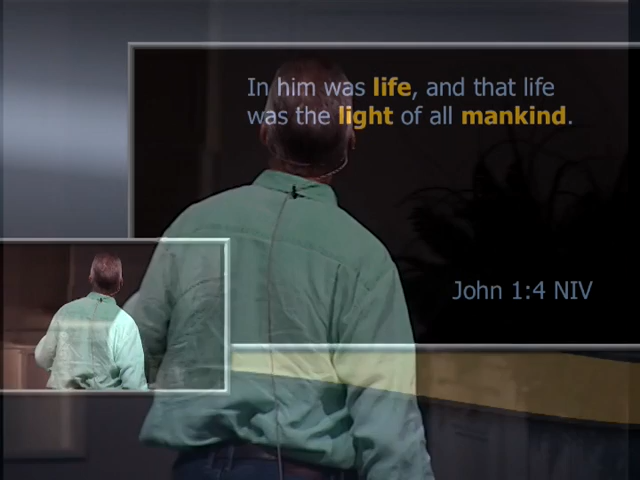 In him was life, and that life
was the light of all mankind.
John 1:4 NIV